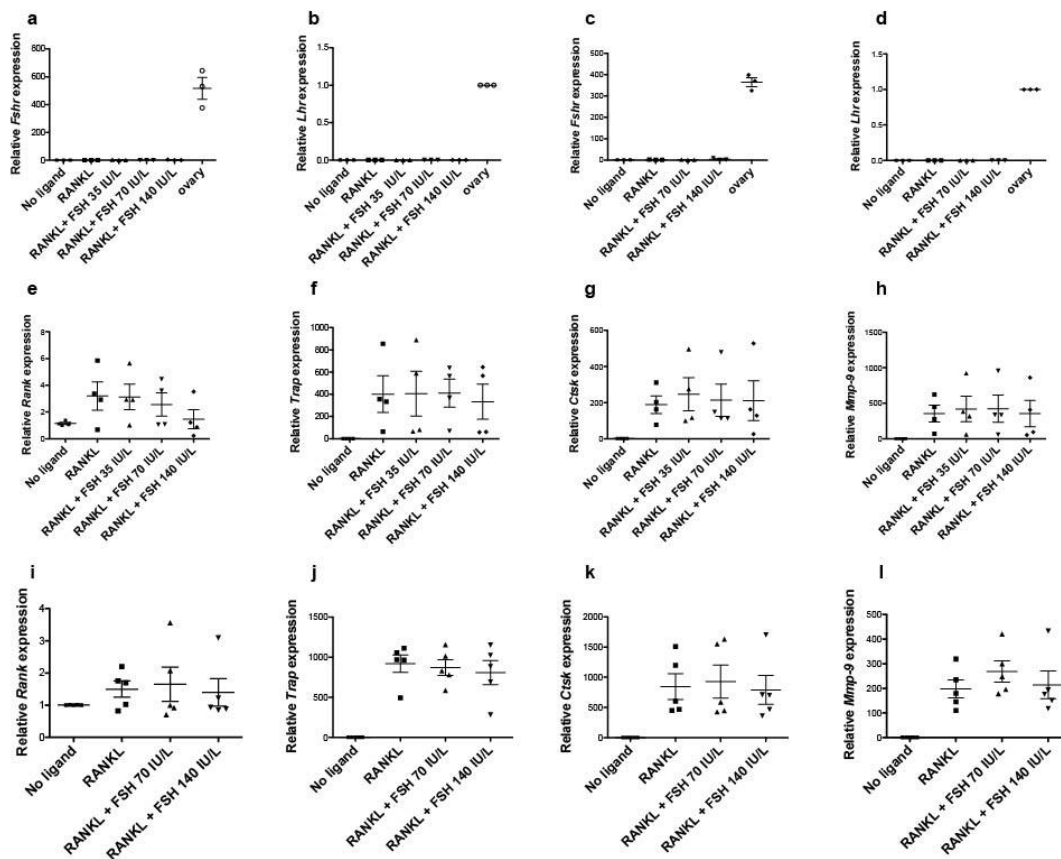 a
Relative Fshr expression
800
600
400
200
0
No ligand
RANKL
RANKL+ FSH 35 IU/L
RANKL+ FSH 70 IU/L
RANKL + FSH 140 IU/L
ovary
b
Relative Lhr expression
1.5
1.0
0.5
0.0
No ligand
RANKL
RANKL+ FSH 35 IU/L
RANKL+ FSH 70 IU/L
RANKL + FSH 140 IU/L
ovary
c
Relative Fshr expression
500
400
300
200
100
0
No ligand
RANKL
RANKL+ FSH 70 IU/L
RANKL + FSH 140 IU/L
ovary
d
Relative Lhr expression
1.5
1.0
0.5
0.0
No ligand
RANKL
RANKL+ FSH 70 IU/L
RANKL + FSH 140 IU/L
ovary
e
Relative Rank expression
8
6
4
2
0
No ligand
RANKL
RANKL + FSH 35 IU/L
RANKL + FSH 70 IU/L
RANKL + FSH 140 IU/L
f
Relative Trap expression
1000
800
600
400
200
0
No ligand
RANKL
RANKL + FSH 35 IU/L
RANKL + FSH 70 IU/L
RANKL + FSH 140 IU/L
g
Relative Ctsk expression
600
400
200
0
No ligand
RANKL
RANKL + FSH 35 IU/L
RANKL + FSH 70 IU/L
RANKL + FSH 140 IU/L
h
Relative Mmp-9 expression
1500
1000
500
0
No ligand
RANKL
RANKL + FSH 35 IU/L
RANKL + FSH 70 IU/L
RANKL + FSH 140 IU/L
i
Relative Rank expression
4
3
2
1
0
No ligand
RANKL
RANKL + FSH 70 IU/L
RANKL + FSH 140 IU/L
j
Relative Trap expression
1500
1000
500
0
No ligand
RANKL
RANKL + FSH 70 IU/L
RANKL + FSH 140 IU/L
k
Relative Ctsk expression
2000
1500
1000
500
0
No ligand
RANKL
RANKL + FSH 70 IU/L
RANKL + FSH 140 IU/L
l
Relative Mmp-9 expression
500
400
300
200
100
0
No ligand
RANKL
RANKL + FSH 70 IU/L
RANKL + FSH 140 IU/L